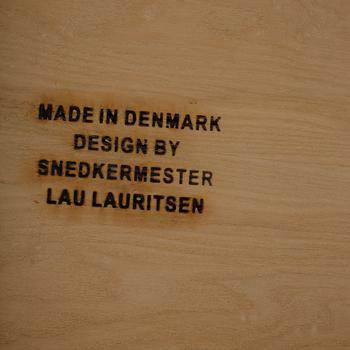 MADE IN DENMARK
DESIGN BY
SNEDKERMESTER
LAU LAURITSEN